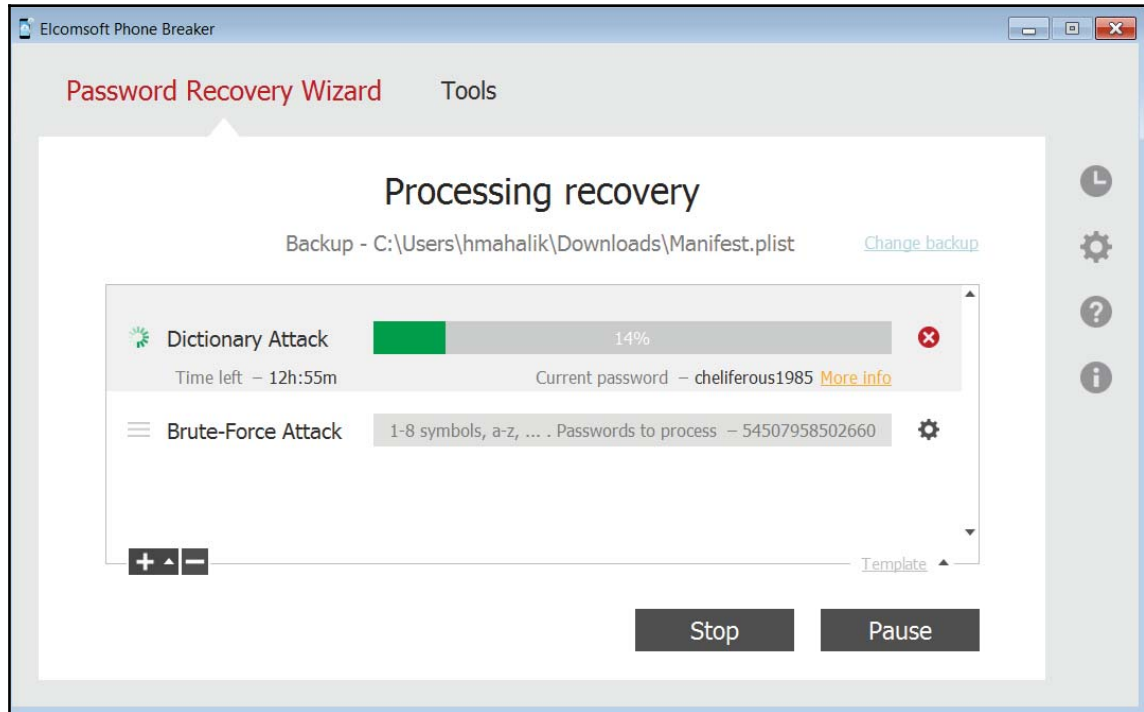 Elcomsoft Phone Breaker
Password Recovery Wizard Tools
Processing recovery
Backup - C:\Users\hmahalik\Downloads\Manifest.plist Change backup
Dictionary Attack 14%
Time left – 12h:55m Current password – cheliferous1985 More info
Brute-Force Attack 1-8 symbols, a-z, ... . Passwords to process – 54507958502660
Template
Stop Pause